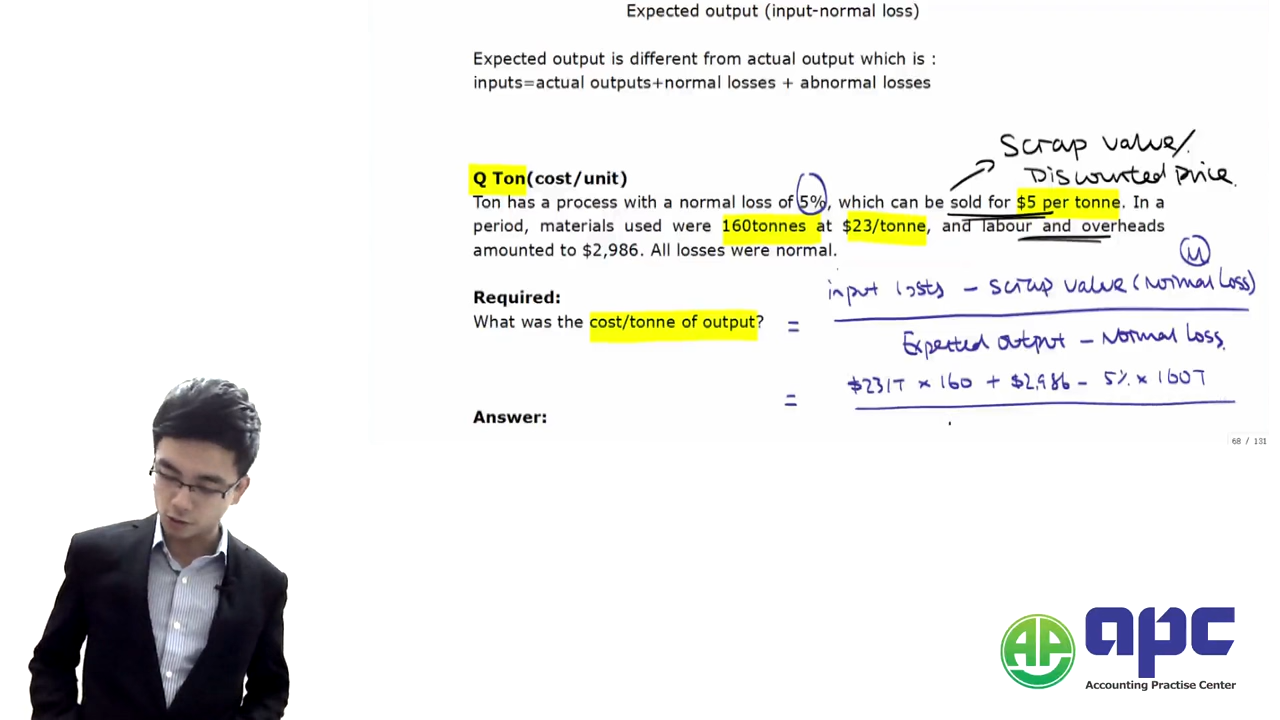 Expected output (input-normal loss)
Expected output is different from actual output which is :
inputs=actual outputs+normal losses + abnormal losses
Scrap value/
Discounted price.
Q Ton(cost/unit)
Ton has a process with a normal loss of 5%, which can be sold for $5 per tonne. In a
period, materials used were 160tonnes at $23/tonne, and labour and overheads
amounted to $2,986. All losses were normal.
Required:
What was the cost/tonne of output?
= input costs - scrap value (Normal Loss)
Expected output - Normal Loss.
= $23/T × 160 + $2,986 - 5% × 160T
Answer:
68 / 131
AP
apc
Accounting Practise Center